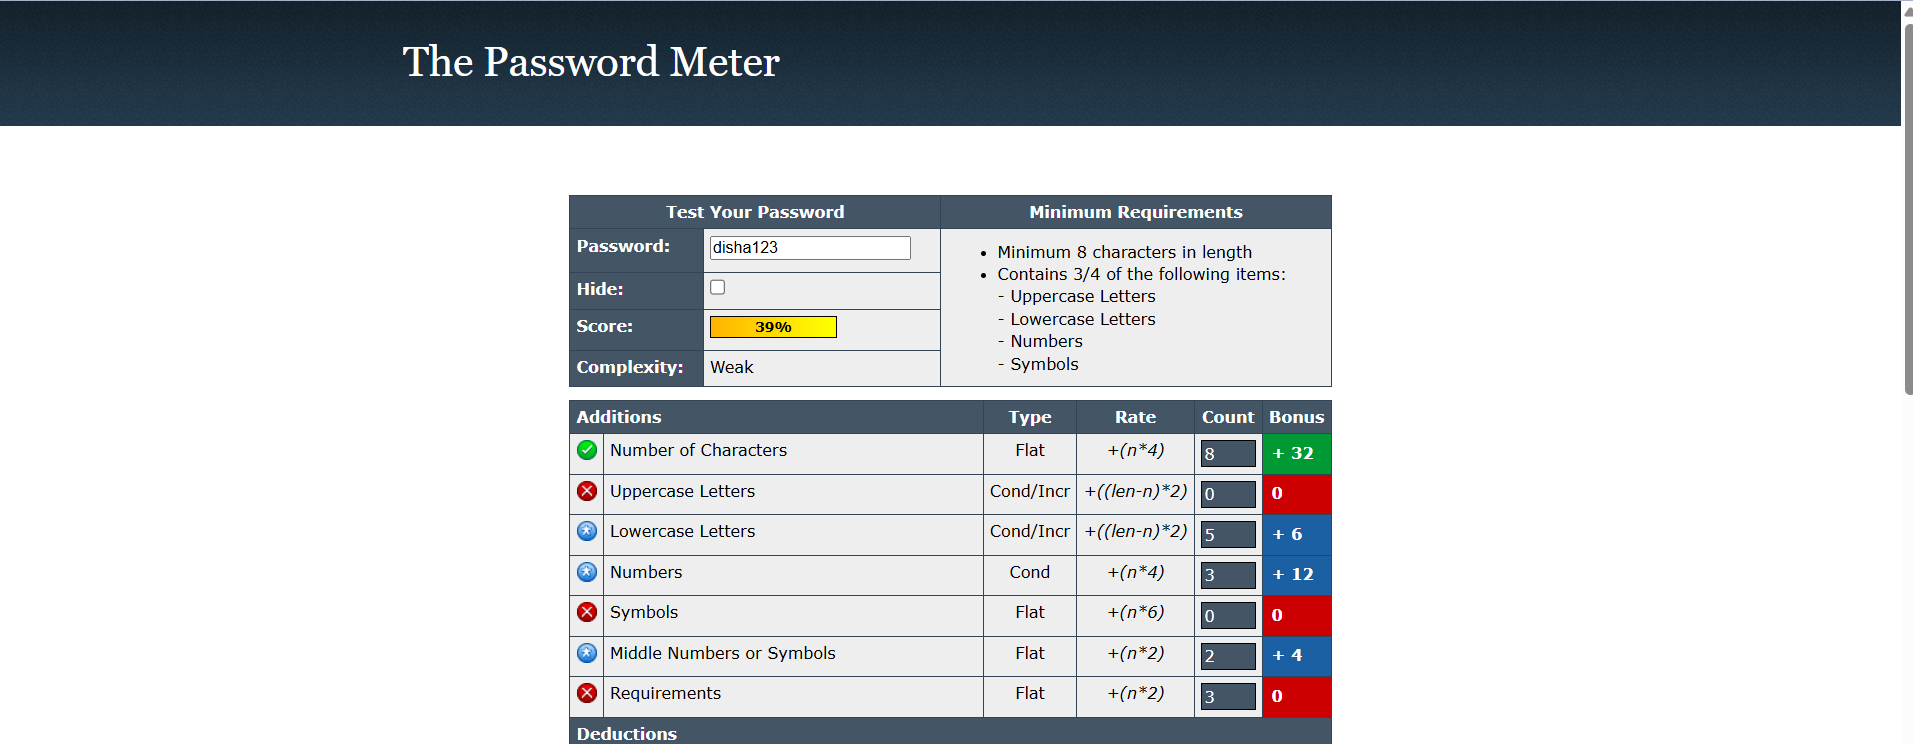 The Password Meter
Test Your Password Minimum Requirements
Password: disha123
Hide:
Score: 39%
Complexity: Weak
• Minimum 8 characters in length
• Contains 3/4 of the following items:
- Uppercase Letters
- Lowercase Letters
- Numbers
- Symbols
Additions Type Rate Count Bonus
Number of Characters Flat +(n*4) 8 + 32
Uppercase Letters Cond/Incr +((len-n)*2) 0 0
Lowercase Letters Cond/Incr +((len-n)*2) 5 + 6
Numbers Cond +(n*4) 3 + 12
Symbols Flat +(n*6) 0 0
Middle Numbers or Symbols Flat +(n*2) 2 + 4
Requirements Flat +(n*2) 3 0
Deductions